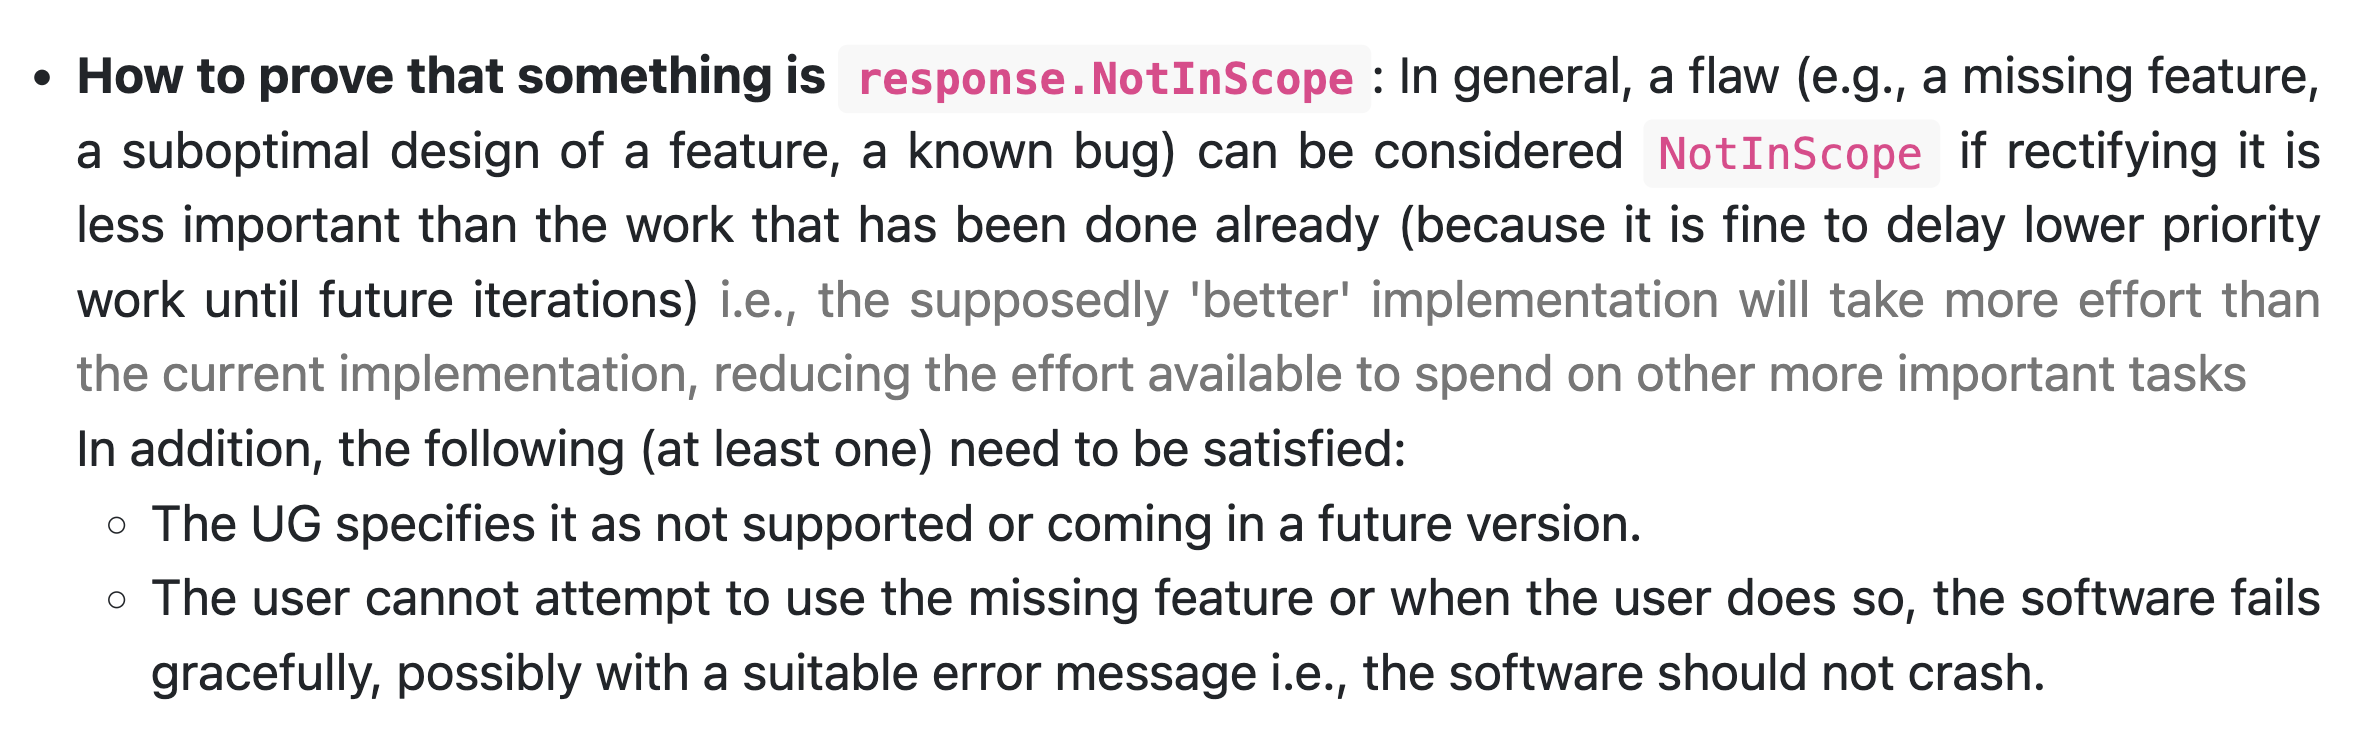 • How to prove that something is response.NotInScope: In general, a flaw (e.g., a missing feature,
a suboptimal design of a feature, a known bug) can be considered NotInScope if rectifying it is
less important than the work that has been done already (because it is fine to delay lower priority
work until future iterations) i.e., the supposedly 'better' implementation will take more effort than
the current implementation, reducing the effort available to spend on other more important tasks
In addition, the following (at least one) need to be satisfied:
○ The UG specifies it as not supported or coming in a future version.
○ The user cannot attempt to use the missing feature or when the user does so, the software fails
gracefully, possibly with a suitable error message i.e., the software should not crash.